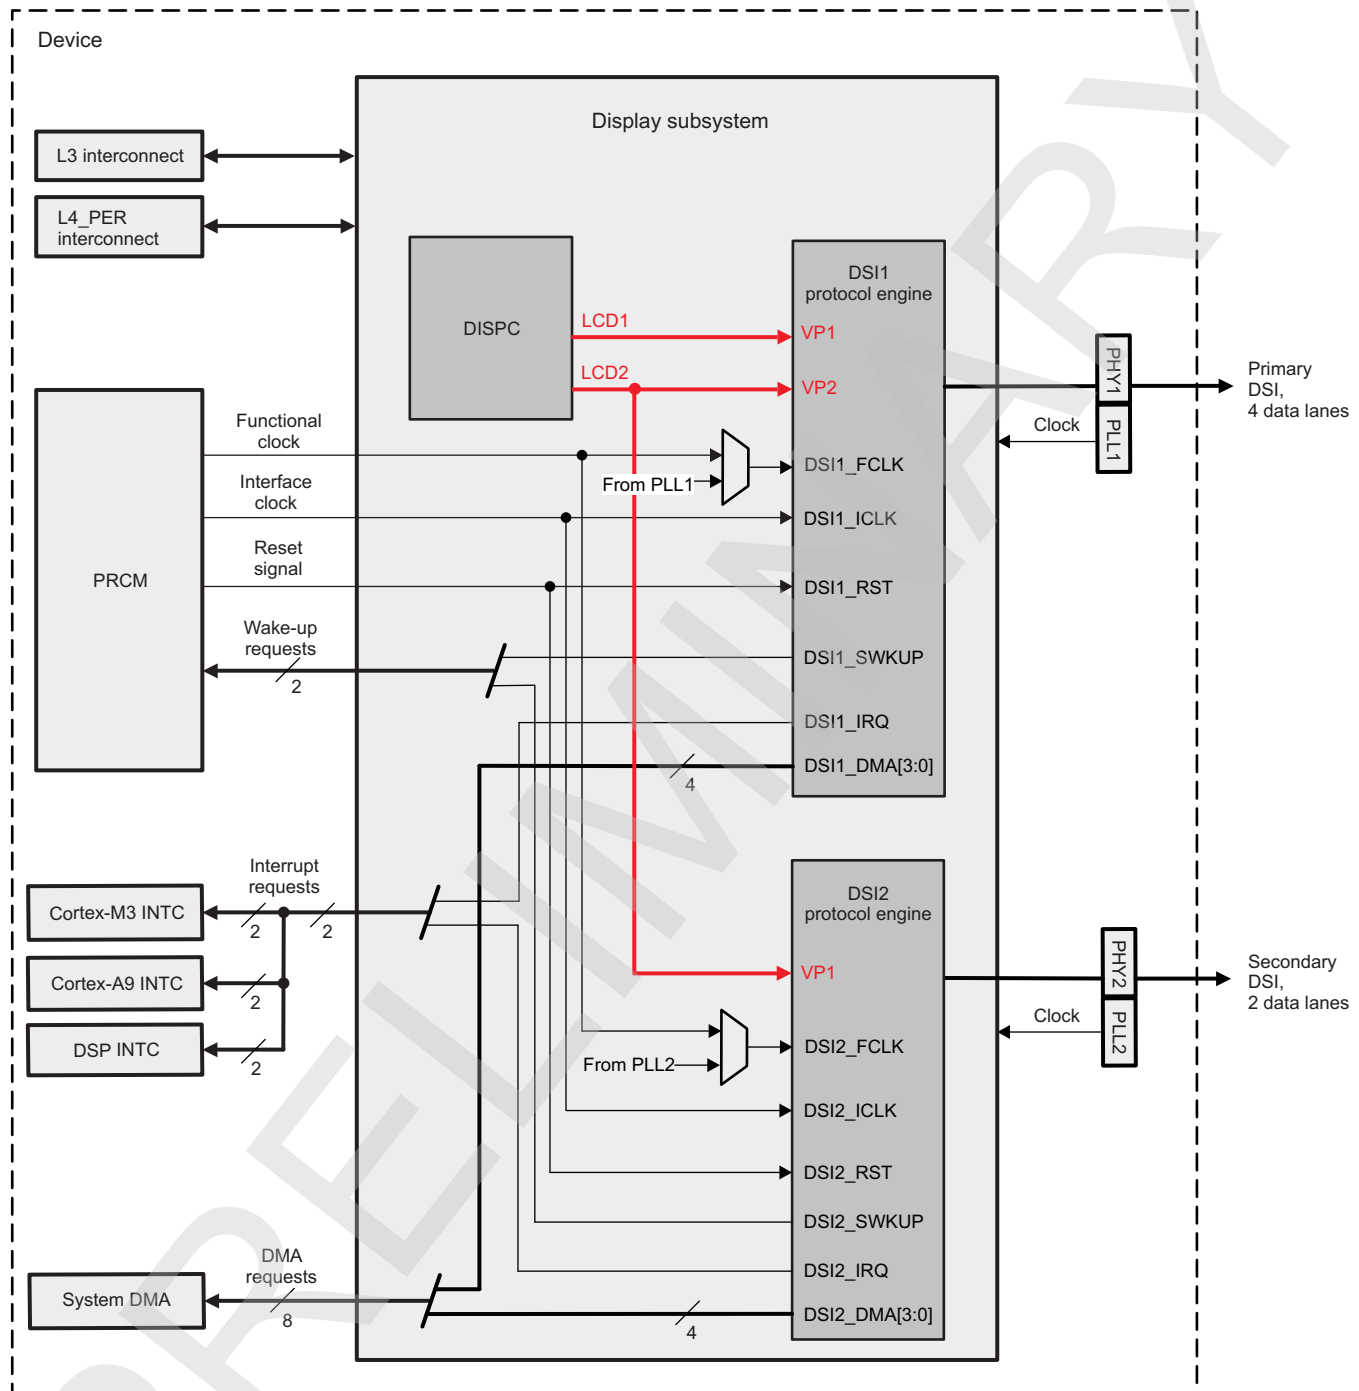 Device
Display subsystem
L3 interconnect
L4_PER
interconnect
DISPC
LCD1
LCD2
DSI1
protocol engine
VP1
VP2
DSI1_FCLK
DSI1_ICLK
DSI1_RST
DSI1_SWKUP
DSI1_IRQ
DSI1_DMA[3:0]
4
From PLL1
PHY1
PLL1
Clock
Primary
DSI,
4 data lanes
PRCM
Functional
clock
Interface
clock
Reset
signal
Wake-up
requests
2
Interrupt
requests
Cortex-M3 INTC
2
2
Cortex-A9 INTC
2
DSP INTC
2
DSI2
protocol engine
VP1
DSI2_FCLK
DSI2_ICLK
DSI2_RST
DSI2_SWKUP
DSI2_IRQ
DSI2_DMA[3:0]
4
From PLL2
PHY2
PLL2
Clock
Secondary
DSI,
2 data lanes
DMA
requests
System DMA
8
PRELIMINARY